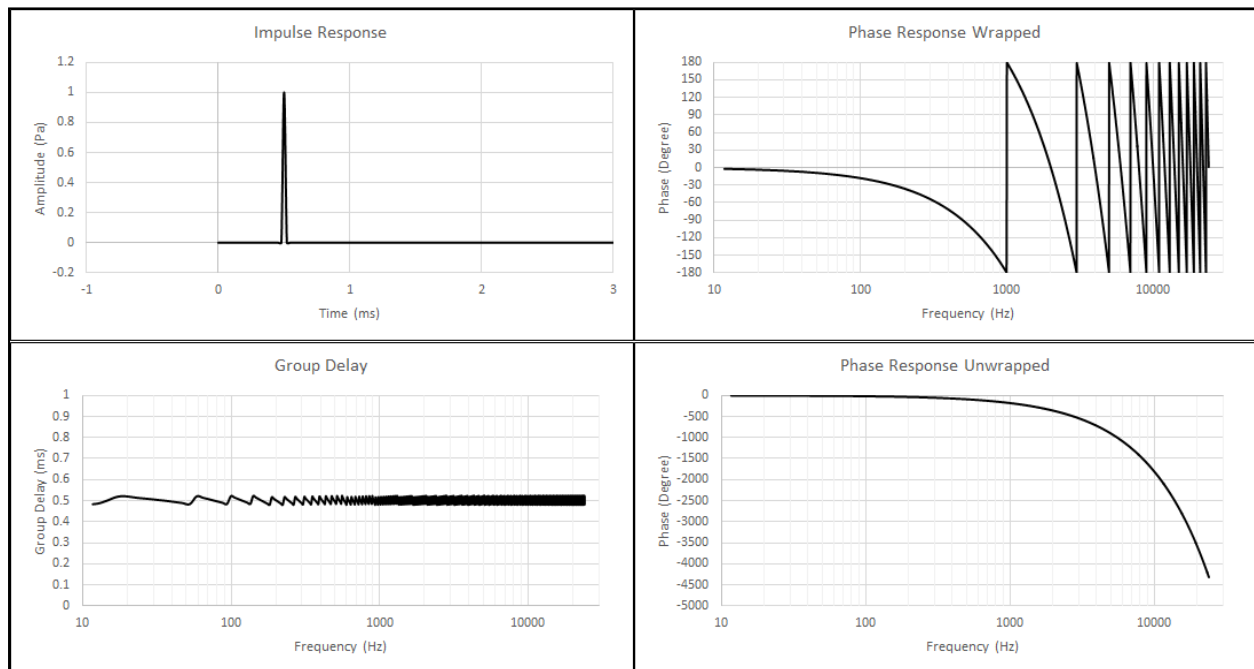 Impulse Response
Amplitude (Pa)
1.2
1
0.8
0.6
0.4
0.2
0
-0.2
-1 0 1 2 3
Time (ms)
Phase Response Wrapped
Phase (Degree)
180
150
120
90
60
30
0
-30
-60
-90
-120
-150
-180
10 100 1000 10000
Frequency (Hz)
Group Delay
Group Delay (ms)
1
0.9
0.8
0.7
0.6
0.5
0.4
0.3
0.2
0.1
0
10 100 1000 10000
Frequency (Hz)
Phase Response Unwrapped
Phase (Degree)
0
-500
-1000
-1500
-2000
-2500
-3000
-3500
-4000
-4500
-5000
10 100 1000 10000
Frequency (Hz)